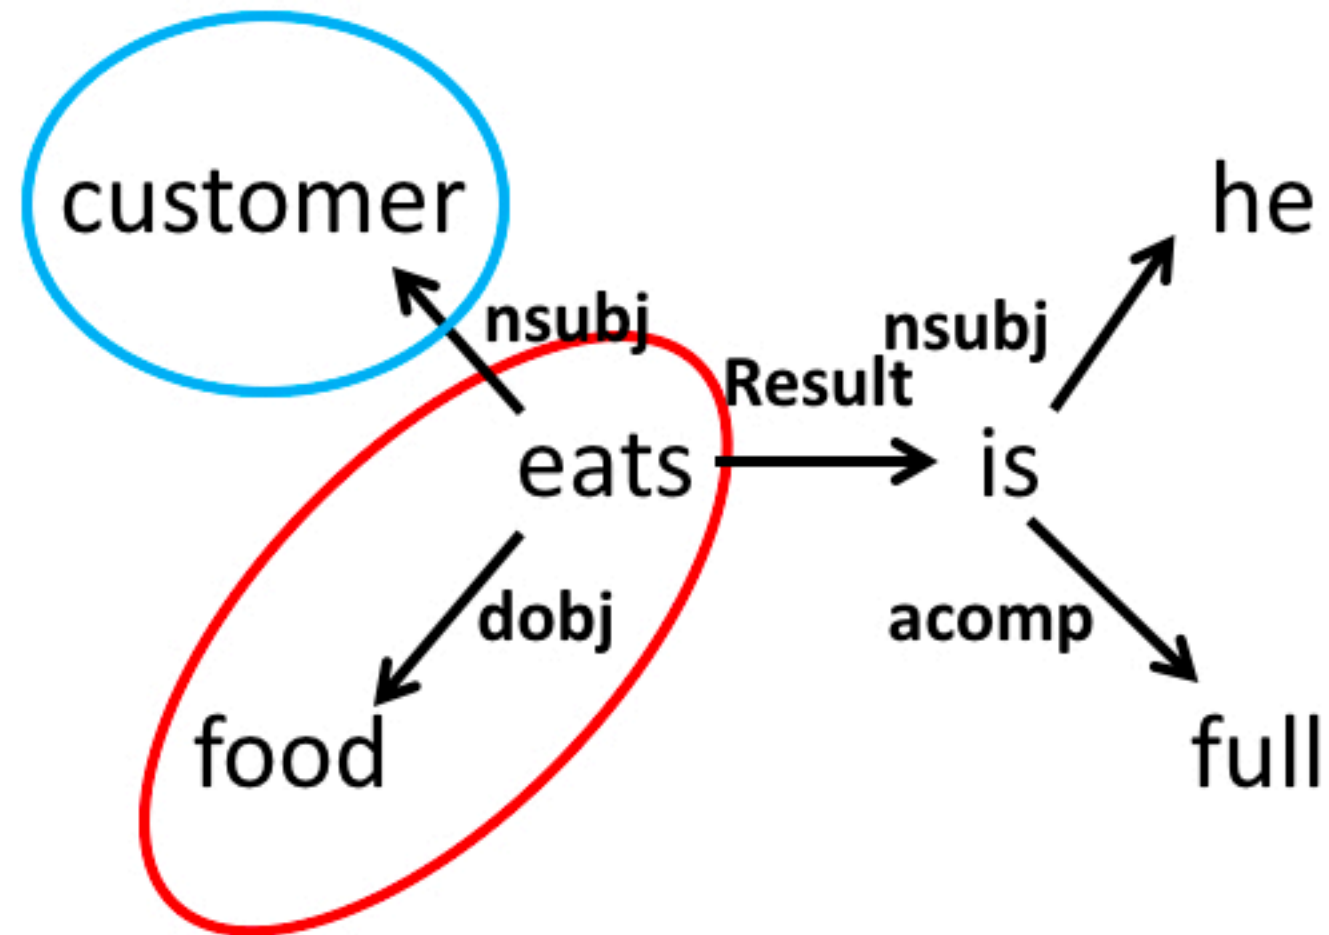 customer
he
nsubj
nsubj
Result
eats
is
dobj
acomp
food
full